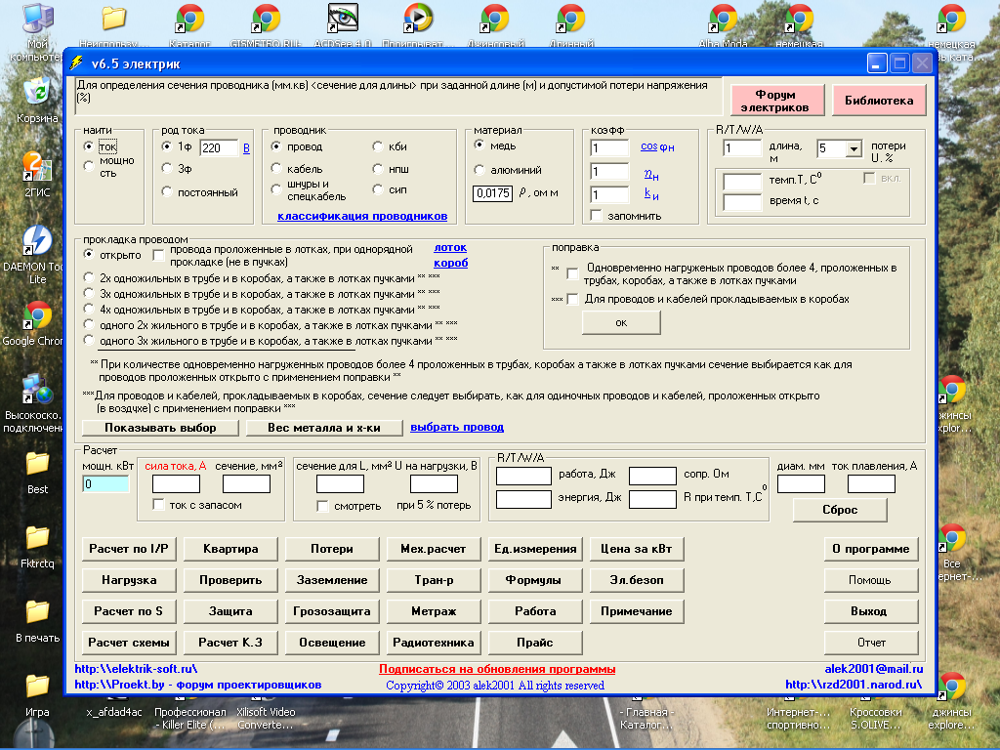 Мой
компьюте...
Неиспользу...
Каталог
GISMETEO.RU:
ACDSee 4.0
Проигрыват...
Джинсовый
Длинный
Alba Moda
немецкая
немецкая
Корзина
2ГИС
DAEMON Too
Lite
Google Chrom
Высокоско.
подключени
Best
Fktrctq
В печать
Игра
v6.5 электрик
Для определения сечения проводника (мм.кв) <сечение для длины> при заданной длине (м) и допустимой потери напряжения
(%)
Форум
электриков
Библиотека
найти
ток
мощно
сть
род тока
1ф 220 В
3ф
постоянный
проводник
провод кби
кабель нпш
шнуры и
спецкабель сип
классификация проводников
материал
медь
алюминий
0,0175 ρ, ом м
коэфф
1 cos φн
1 ηн
1 k и
запомнить
R/T/W/A
1 длина,
м 5 потери
U. %
темп.T, C⁰ вкл.
время t, с
прокладка проводом
открыто провода проложенные в лотках, при однорядной
прокладке (не в пучках)
лоток
короб
2х одножильных в трубе и в коробах, а также в лотках пучками ** ***
3х одножильных в трубе и в коробах, а также в лотках пучками ** ***
4х одножильных в трубе и в коробах, а также в лотках пучками ** ***
одного 2х жильного в трубе и в коробах, а также в лотках пучками ** ***
одного 3х жильного в трубе и в коробах, а также в лотках пучками ** ***
поправка
** Одновременно нагруженых проводов более 4, проложенных в
трубах, коробах, а также в лотках пучками
*** Для проводов и кабелей прокладываемых в коробах
ок
** При количестве одновременно нагруженных проводов более 4 проложенных в трубах, коробах а также в лотках пучками сечение выбирается как для
проводов проложенных открыто с применением поправки **
***Для проводов и кабелей, прокладываемых в коробах, сечение следует выбирать, как для одиночных проводов и кабелей, проложенных открыто
(в воздухе) с применением поправки ***
Показывать выбор Вес металла и х-ки выбрать провод
Расчет
мощн. кВт
0
сила тока, А сечение, мм²
ток с запасом
сечение для L, мм² U на нагрузки, В
смотреть при 5 % потерь
R/T/W/A
работа, Дж сопр. Ом
энергия, Дж R при темп. T,C⁰
диам. мм ток плавления, А
Сброс
Расчет по I/P Квартира Потери Мех.расчет Ед.измерения Цена за кВт О программе
Нагрузка Проверить Заземление Тран-р Формулы Эл.безоп Помощь
Расчет по S Защита Грозозащита Метраж Работа Примечание Выход
Расчет схемы Расчет К.З Освещение Радиотехника Прайс Отчет
http:\\elektrik-soft.ru\ Подписаться на обновления программы alek2001@mail.ru
http:\\Proekt.by - форум проектировщиков Copyright© 2003 alek2001 All rights reserved http:\\rzd2001.narod.ru\
жинсы
xplor...
Все
ернет-...
x_afdad4ac
Профессионал
- Killer Elite (...
Xilisoft Video
Converte...
- Главная -
Каталог...
Интернет-...
спортивно...
Кроссовки
S.OLIVE...
джинсы
explore...